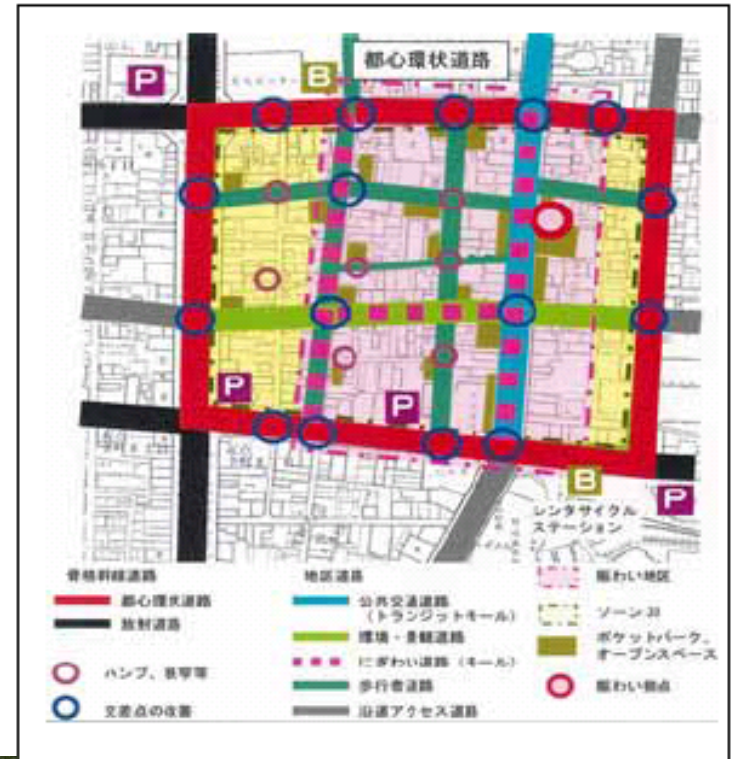 P
B
都心環状道路
P
P
B
P
レンタサイクル
ステーション
骨格幹線道路
都心環状道路
放射道路
ハンプ、狭窄等
交差点の改善
地区道路
公共交通道路
(トランジットモール)
環境・景観道路
にぎわい道路(モール)
歩行者道路
沿道アクセス道路
賑わい地区
ゾーン30
ポケットパーク、
オープンスペース
賑わい拠点